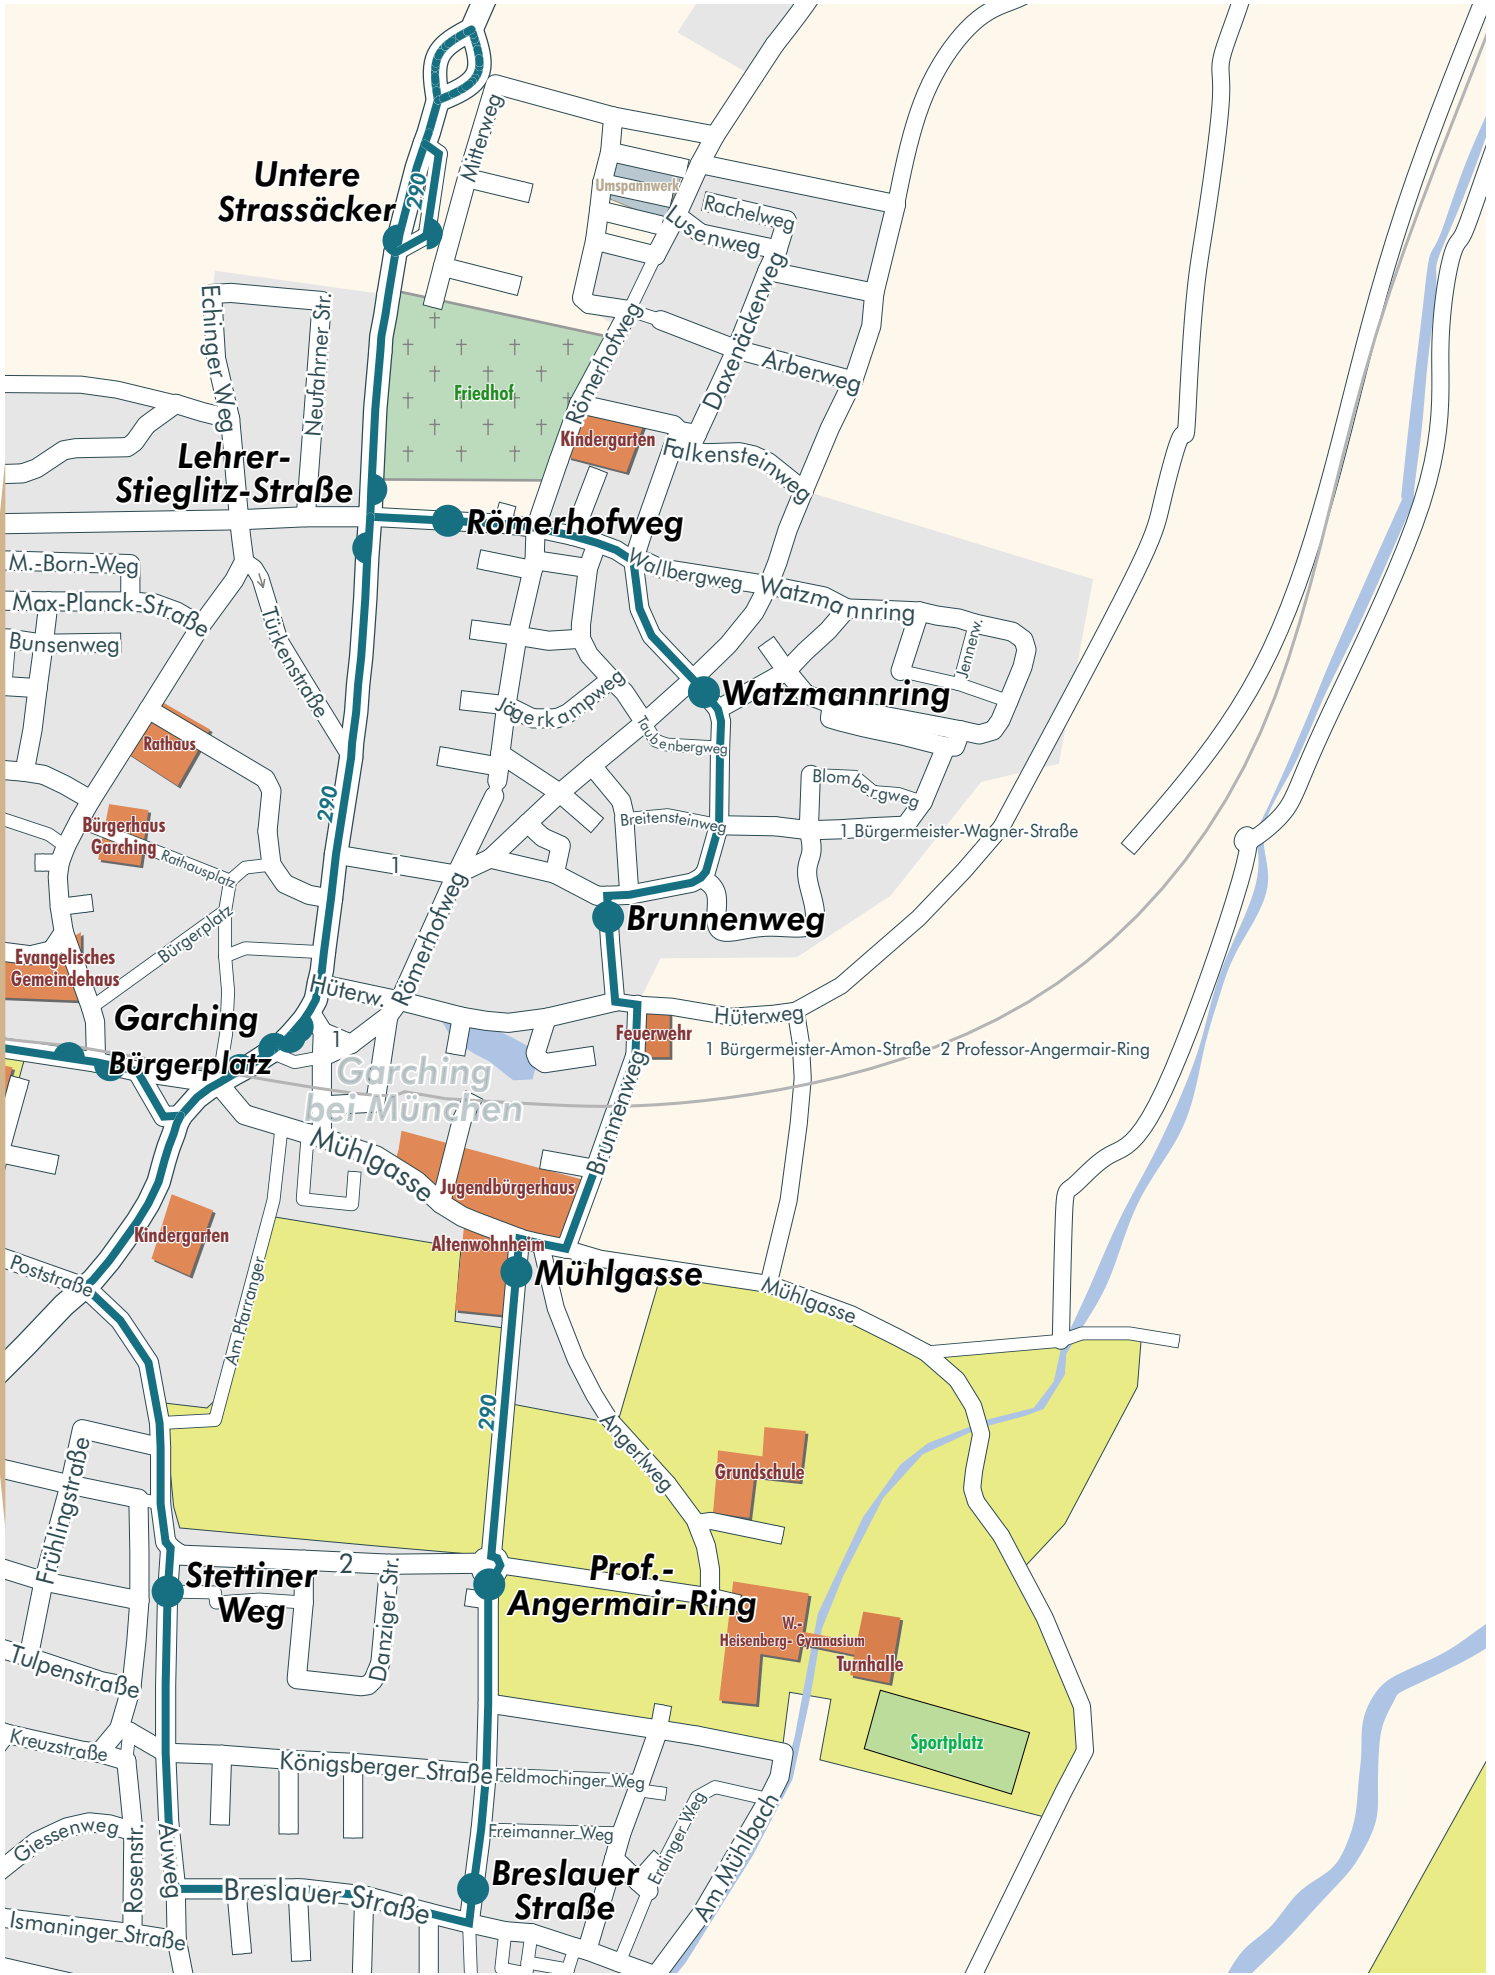 Untere
Strassäcker
290
Mitterweg
Umspannwerk
Rachelweg
Lusenweg
Echinger Weg
Neufahrner Str.
Friedhof
Römerhofweg
Daxenäckerweg
Arberweg
Kindergarten
Falkensteinweg
Lehrer-
Stieglitz-Straße
Römerhofweg
M.-Born-Weg
Max-Planck-Straße
Bunsenweg
Türkenstraße
Wallbergweg
Watzmannring
Jennerw.
Jägerkampweg
Watzmannring
Taubenbergweg
Rathaus
290
Blombergweg
Breitensteinweg
1 Bürgermeister-Wagner-Straße
Bürgerhaus
Garching
Rathausplatz
1
Römerhofweg
Bürgerplatz
Brunnenweg
Evangelisches
Gemeindehaus
Hüterw.
Garching
Bürgerplatz
1
Hüterweg
Feuerwehr
1 Bürgermeister-Amon-Straße 2 Professor-Angermair-Ring
Garching
bei München
Brunnenweg
Mühlgasse
Jugendbürgerhaus
Kindergarten
Altenwohnheim
Mühlgasse
Mühlgasse
Poststraße
Am Pfarranger
290
Angerlweg
Grundschule
Frühlingstraße
2
Danziger Str.
Stettiner
Weg
Prof.-
Angermair-Ring
W.-
Heisenberg- Gymnasium
Turnhalle
Tulpenstraße
Kreuzstraße
Königsberger Straße
Feldmochinger Weg
Sportplatz
Giessenweg
Rosenstr.
Auweg
Freimanner Weg
Erdinger Weg
Am Mühlbach
Breslauer
Straße
Breslauer Straße
Ismaninger Straße